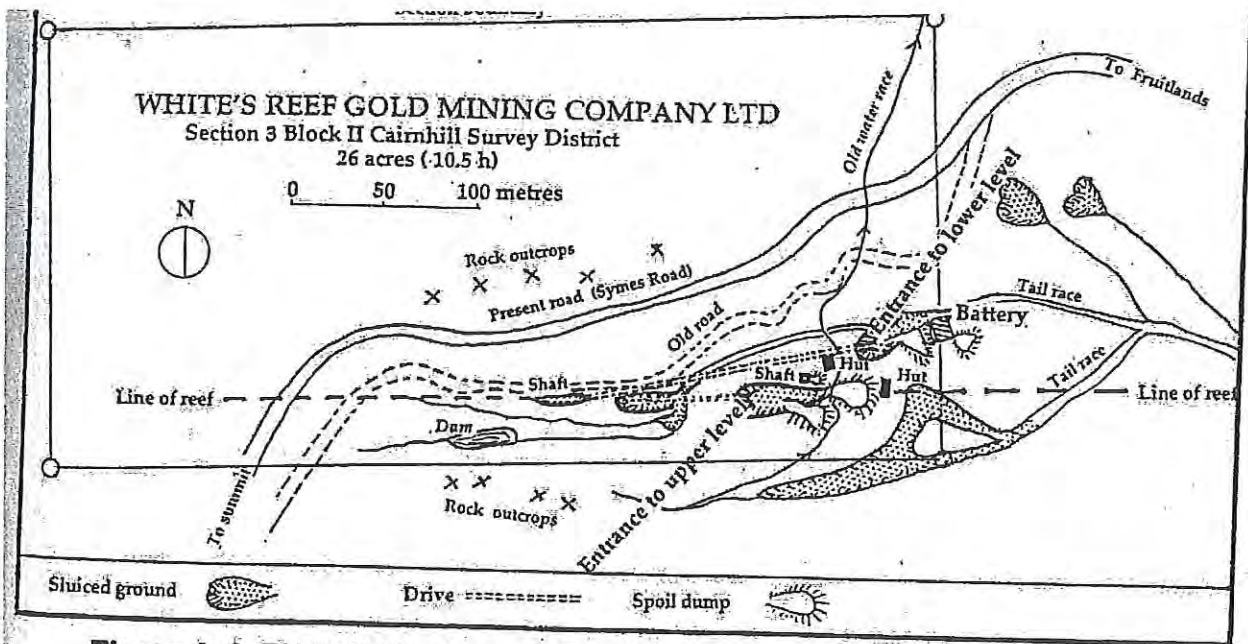 WHITE'S REEF GOLD MINING COMPANY LTD
Section 3 Block II Cairnhill Survey District
26 acres (·10.5 h)
0 50 100 metres
N
To Fruitlands
Old water race
Entrance to lower level
Rock outcrops
Present road (Symes Road)
Old road
Tail race
Battery
Shaft
Hut
Shaft
Hut
Tail race
Line of reef
Line of reef
Dam
Entrance to upper level
To summit
Rock outcrops
Sluiced ground
Drive
Spoil dump